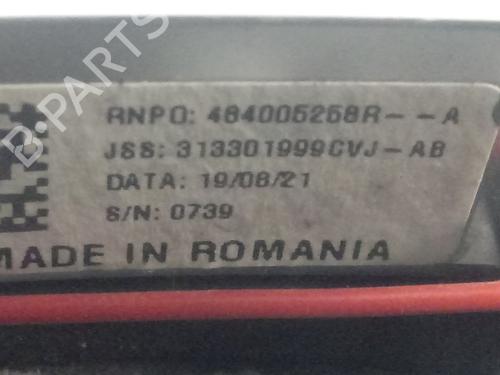 RNPO: 484005258R--A
JSS: 313301999CVJ-AB
DATA: 19/08/21
S/N: 0739
MADE IN ROMANIA
B-PARTS